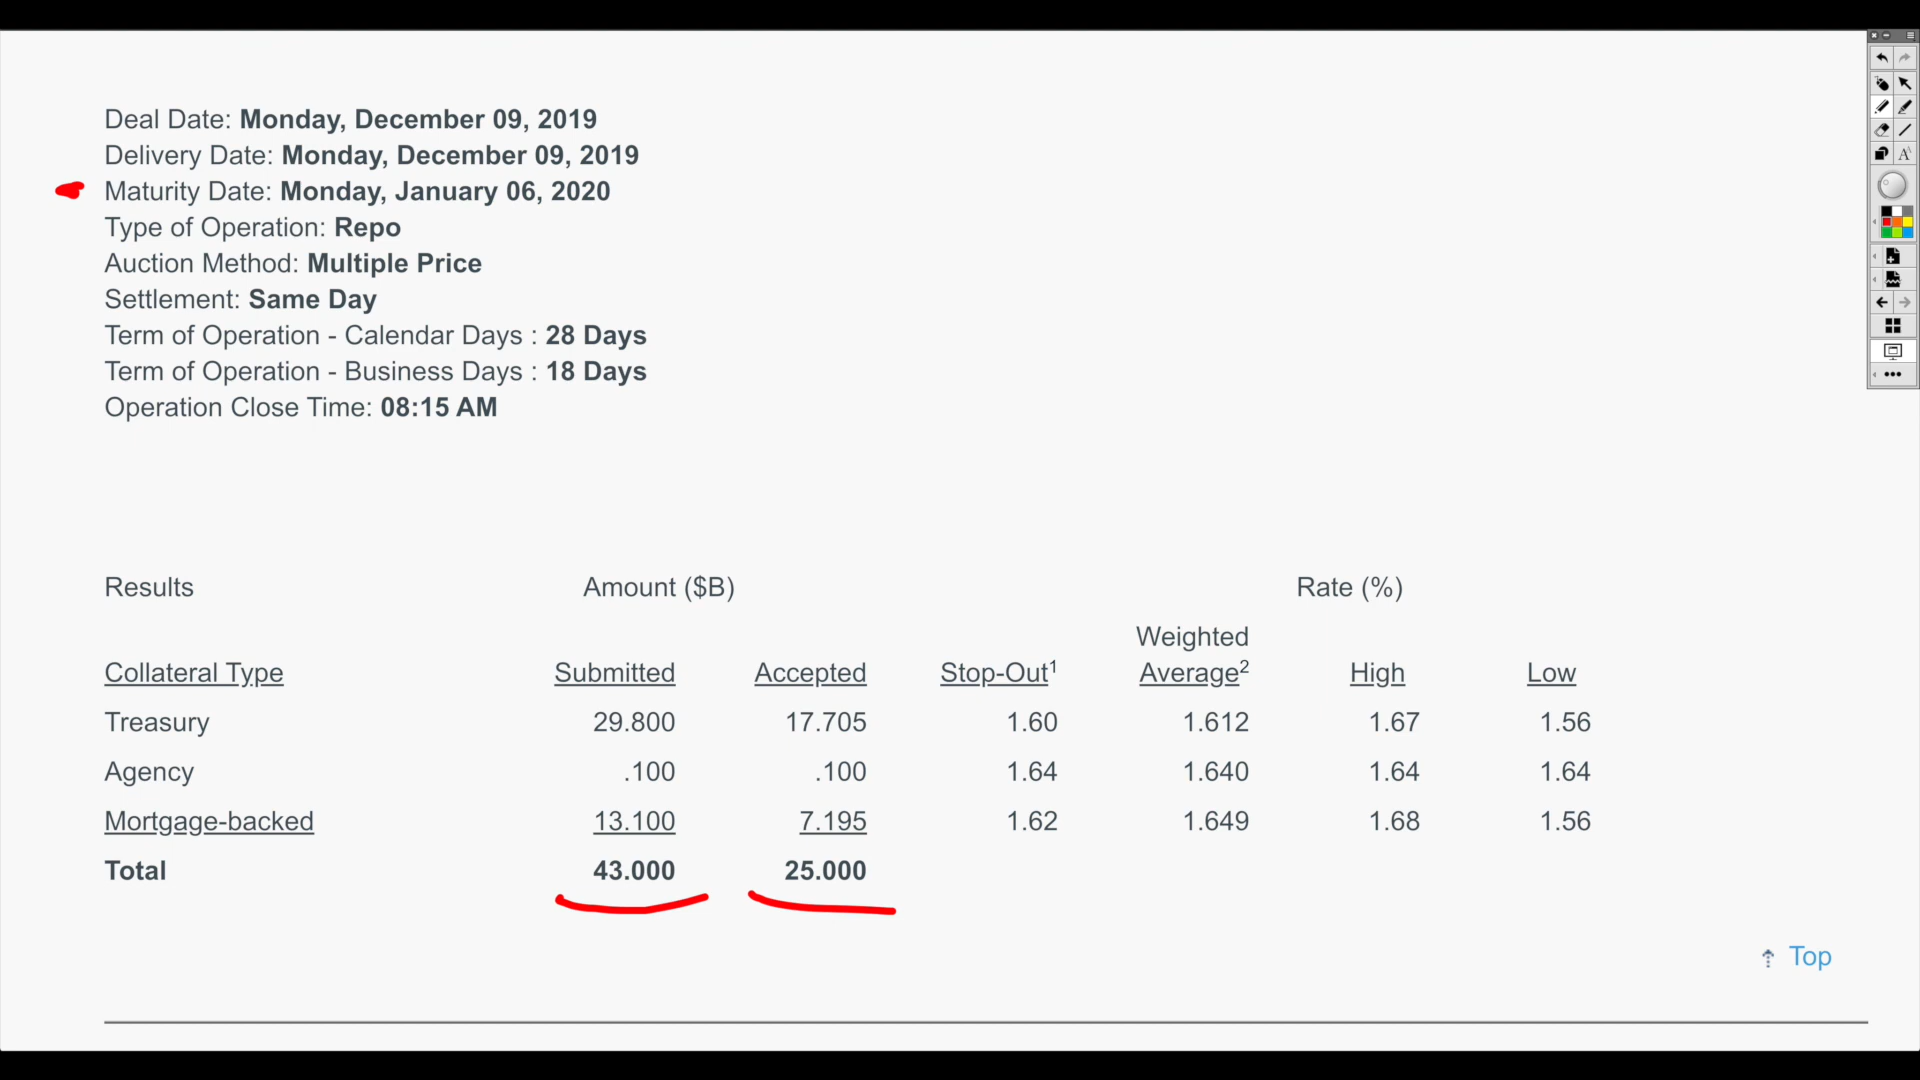 Deal Date: Monday, December 09, 2019
Delivery Date: Monday, December 09, 2019
Maturity Date: Monday, January 06, 2020
Type of Operation: Repo
Auction Method: Multiple Price
Settlement: Same Day
Term of Operation - Calendar Days : 28 Days
Term of Operation - Business Days : 18 Days
Operation Close Time: 08:15 AM
Results Amount ($B) Rate (%)
Collateral Type Submitted Accepted Stop-Out¹ Weighted Average² High Low
Treasury 29.800 17.705 1.60 1.612 1.67 1.56
Agency .100 .100 1.64 1.640 1.64 1.64
Mortgage-backed 13.100 7.195 1.62 1.649 1.68 1.56
Total 43.000 25.000
Top